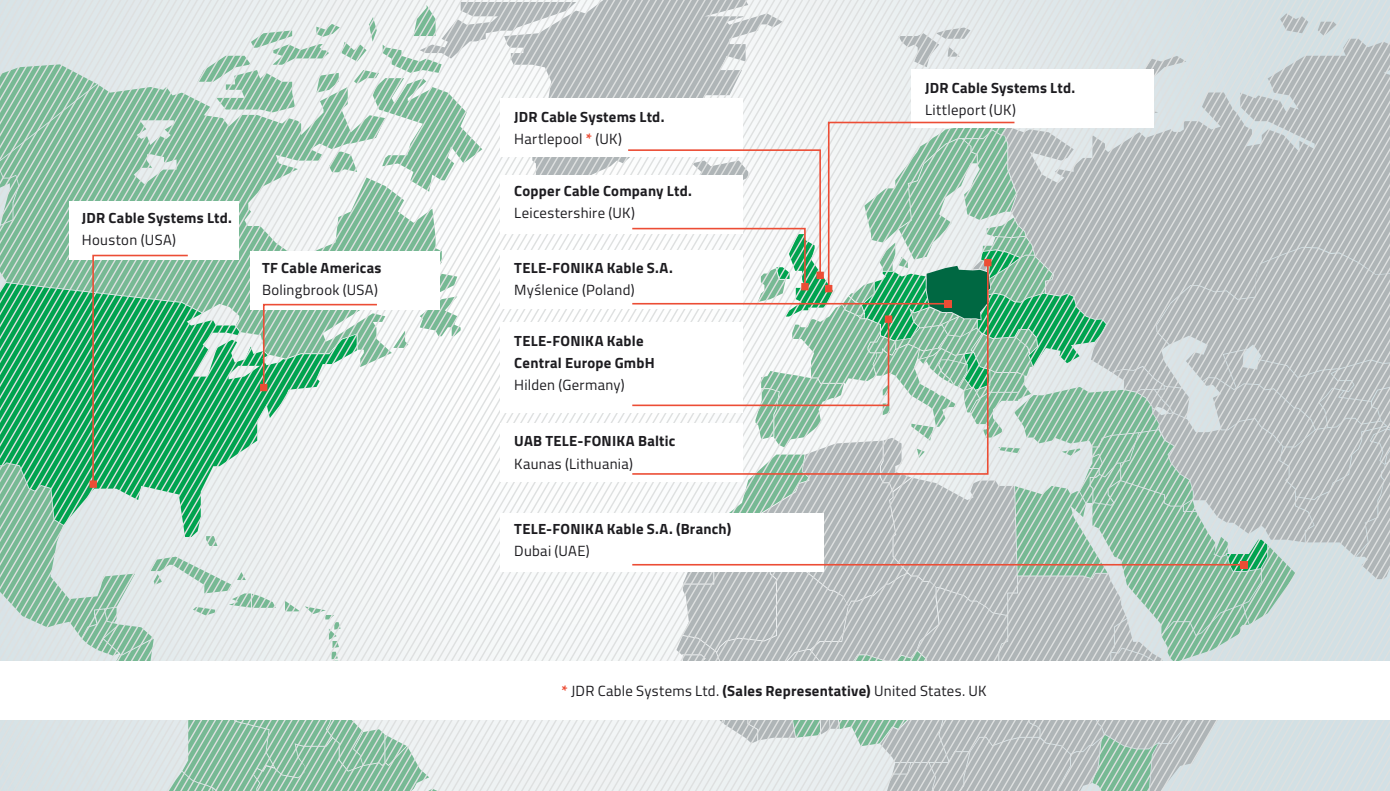 JDR Cable Systems Ltd.
Littleport (UK)
JDR Cable Systems Ltd.
Hartlepool * (UK)
Copper Cable Company Ltd.
Leicestershire (UK)
JDR Cable Systems Ltd.
Houston (USA)
TF Cable Americas
Bolingbrook (USA)
TELE-FONIKA Kable S.A.
Myślenice (Poland)
TELE-FONIKA Kable
Central Europe GmbH
Hilden (Germany)
UAB TELE-FONIKA Baltic
Kaunas (Lithuania)
TELE-FONIKA Kable S.A. (Branch)
Dubai (UAE)
* JDR Cable Systems Ltd. (Sales Representative) United States. UK